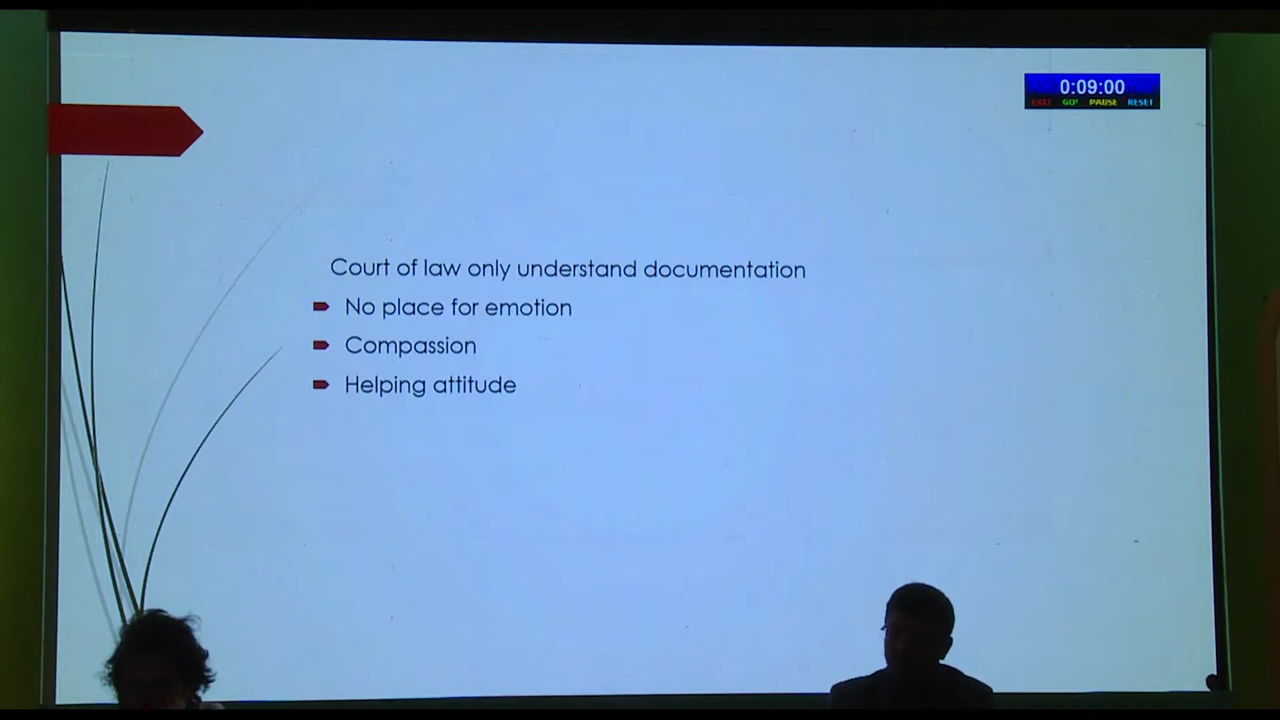 0:09:00
EXIT GO! PAUSE RESET
Court of law only understand documentation
No place for emotion
Compassion
Helping attitude